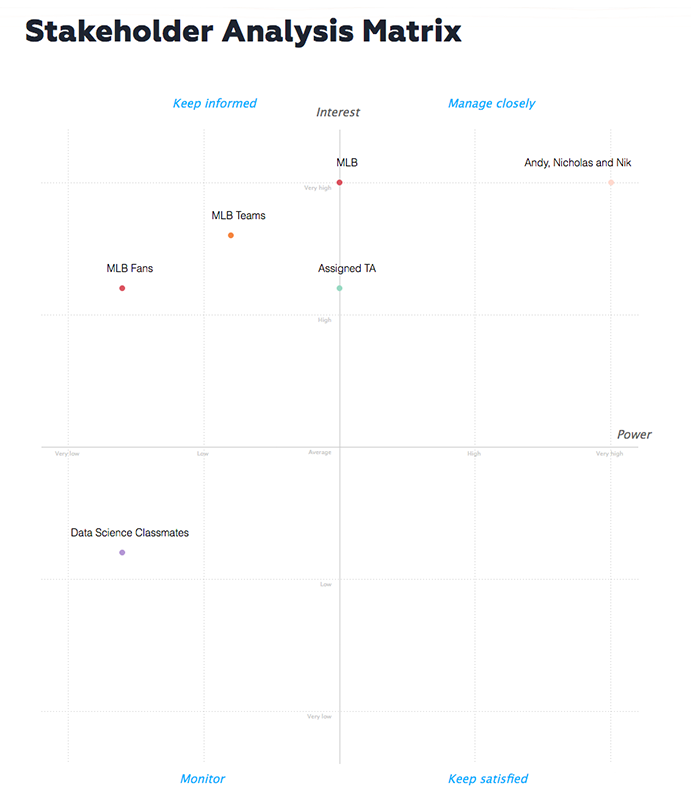 Stakeholder Analysis Matrix
Keep informed
Manage closely
Interest
MLB
Andy, Nicholas and Nik
Very high
MLB Teams
MLB Fans
Assigned TA
High
Power
Very low
Low
Average
High
Very high
Data Science Classmates
Low
Very low
Monitor
Keep satisfied